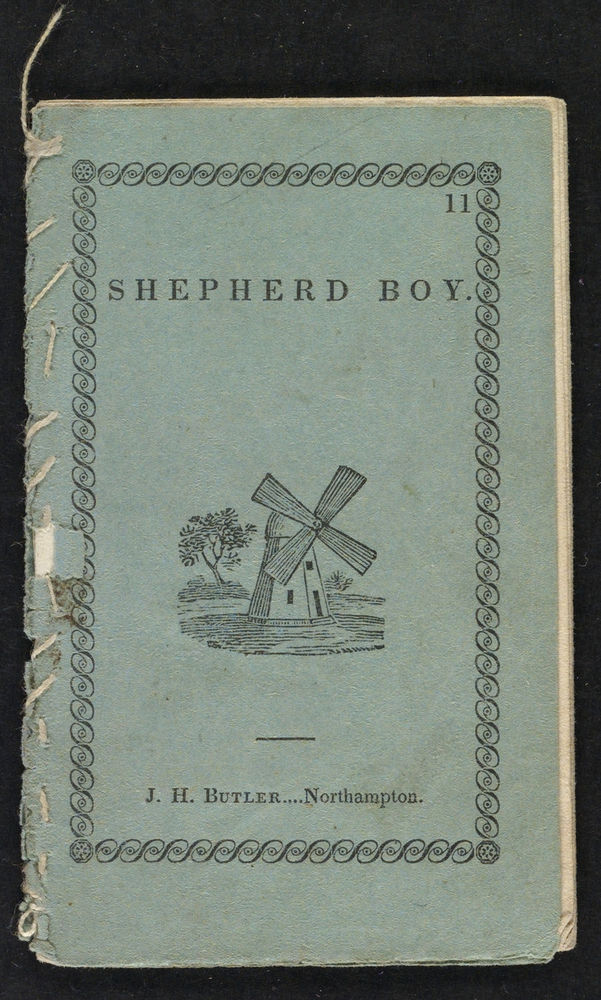 11
SHEPHERD BOY.
J. H. BUTLER....Northampton.